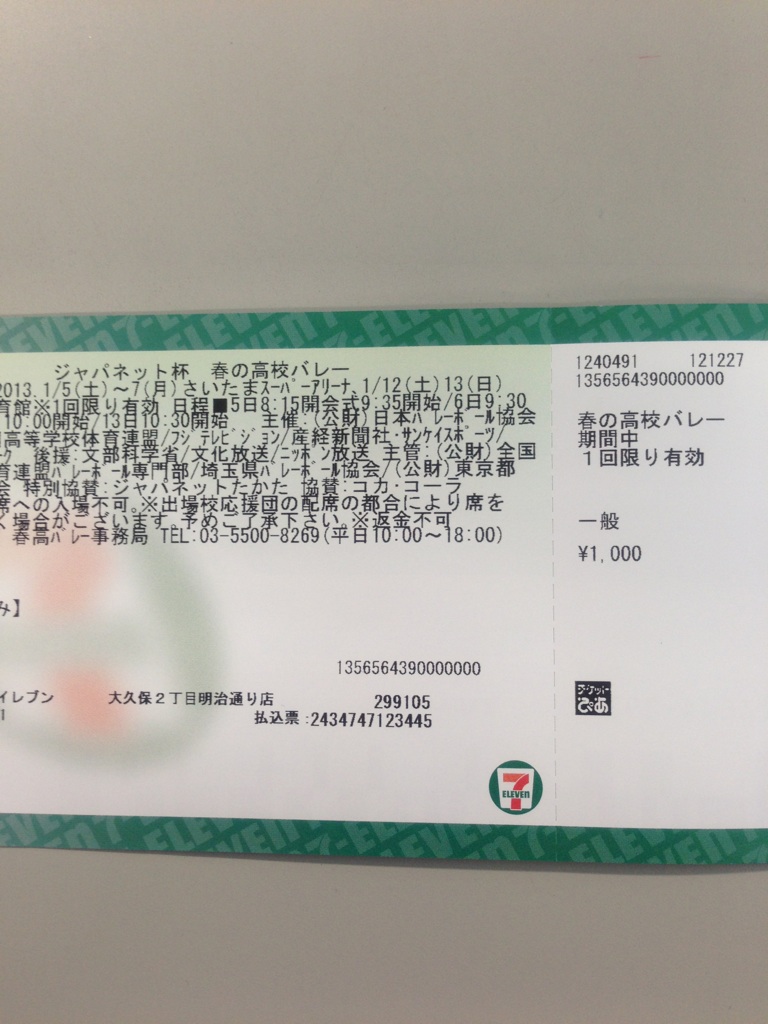 ジャパネット杯 春の高校バレー
2013.1/5(土)～7(月)さいたまスーパーアリーナ、1/12(土)13(日)
育館※1回限り有効 日程■5日8:15開会式9:35開始/6日9:30
10:00開始/13日10:30開始 主催:(公財)日本バレーボール協会
高等学校体育連盟/フジテレビジョン/産経新聞社・サンケイスポーツ/
後援:文部科学省/文化放送/ニッポン放送 主管:(公財)全国
育連盟バレーボール専門部/埼玉県バレーボール協会/(公財)東京都
会 特別協賛:ジャパネットたかた 協賛:コカ・コーラ
席への入場不可。※出場校応援団の配席の都合により席を
く場合がございます。予めご了承下さい。※返金不可
春高バレー事務局 TEL:03-5500-8269(平日10:00～18:00)
み】
1356564390000000
イレブン 大久保2丁目明治通り店 299105
1 払込票:2434747123445
7 ELEVEN
1240491 121227
1356564390000000
春の高校バレー
期間中
1回限り有効
一般
¥1,000
チケットぴあ